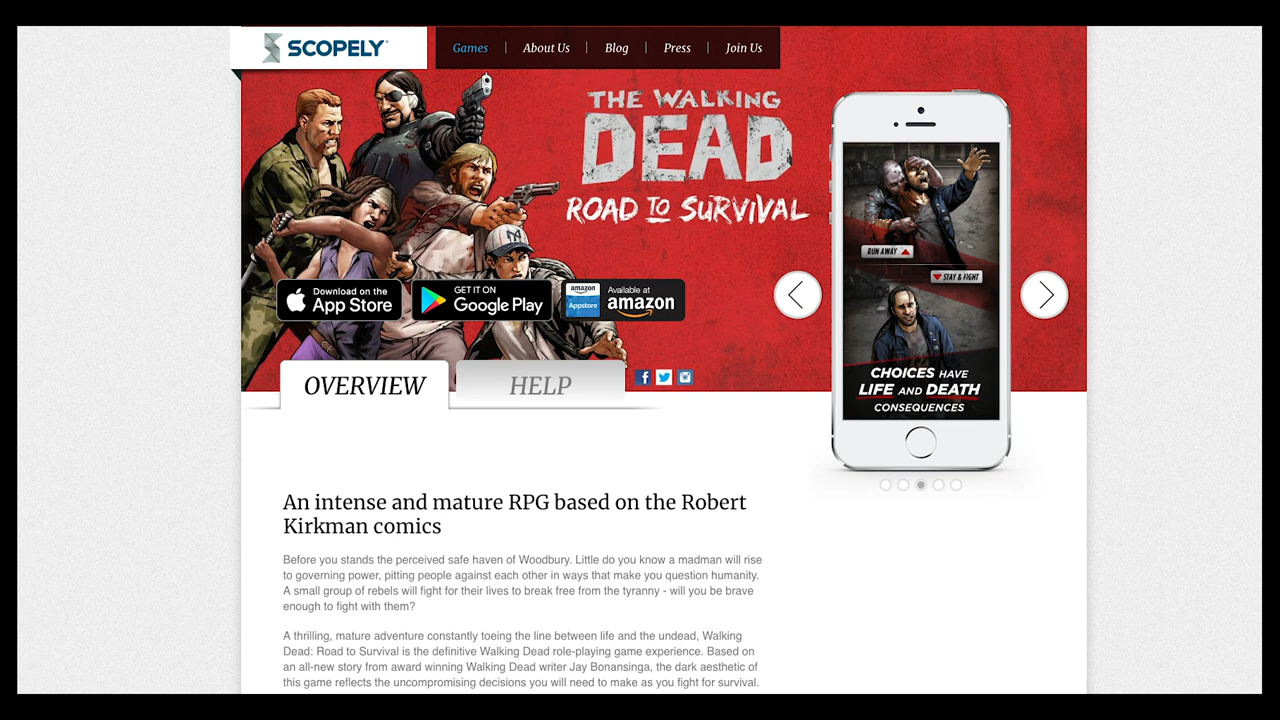 SCOPELY
Games
About Us
Blog
Press
Join Us
THE WALKING
DEAD
ROAD TO SURVIVAL
Download on the
App Store
GET IT ON
Google Play
amazon
Appstore
Available at
amazon
RUN AWAY
STAY & FIGHT
CHOICES HAVE
LIFE AND DEATH
CONSEQUENCES
OVERVIEW
HELP
An intense and mature RPG based on the Robert
Kirkman comics
Before you stands the perceived safe haven of Woodbury. Little do you know a madman will rise
to governing power, pitting people against each other in ways that make you question humanity.
A small group of rebels will fight for their lives to break free from the tyranny - will you be brave
enough to fight with them?
A thrilling, mature adventure constantly toeing the line between life and the undead, Walking
Dead: Road to Survival is the definitive Walking Dead role-playing game experience. Based on
an all-new story from award winning Walking Dead writer Jay Bonansinga, the dark aesthetic of
this game reflects the uncompromising decisions you will need to make as you fight for survival.